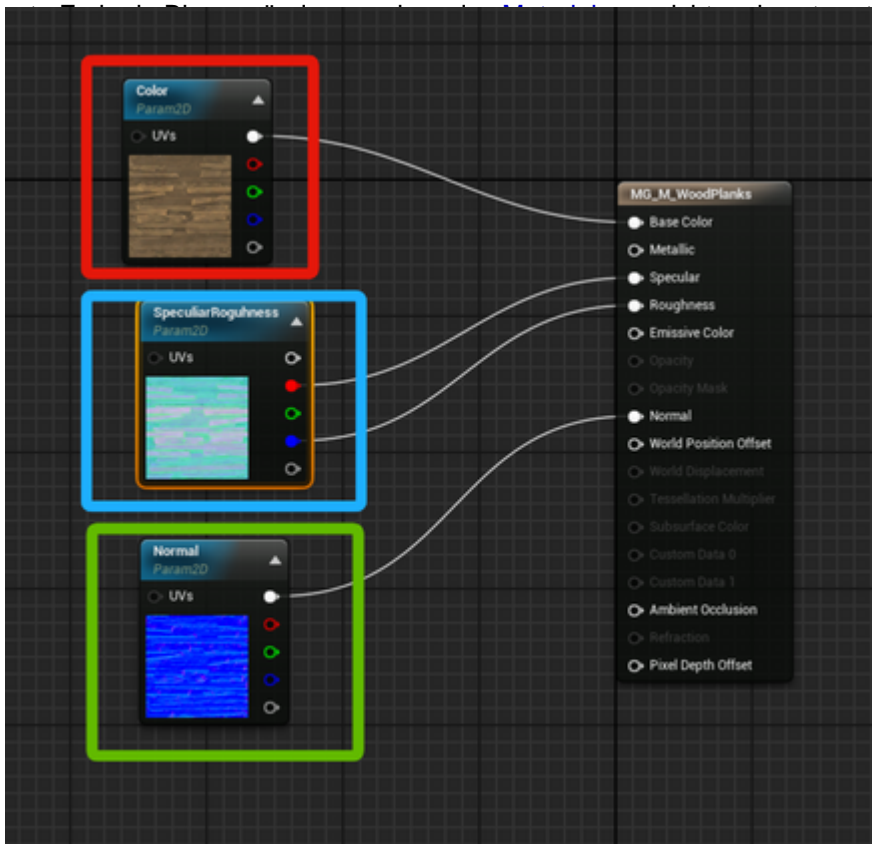 Color
Param2D
UVs
SpeculiarRoguhness
Param2D
UVs
Normal
Param2D
UVs
MG_M_WoodPlanks
Base Color
Metallic
Specular
Roughness
Emissive Color
Opacity
Opacity Mask
Normal
World Position Offset
World Displacement
Tessellation Multiplier
Subsurface Color
Custom Data 0
Custom Data 1
Ambient Occlusion
Refraction
Pixel Depth Offset